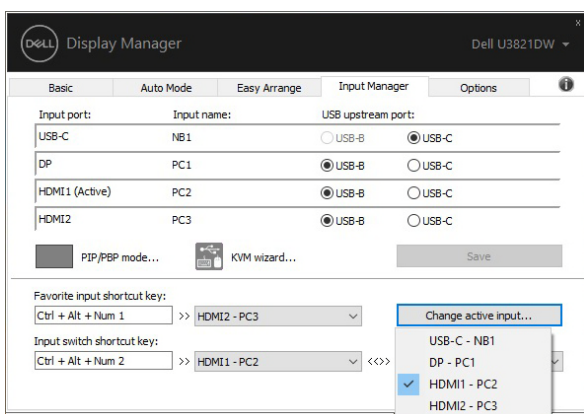 DELL Display Manager Dell U3821DW
x
Basic Auto Mode Easy Arrange Input Manager Options
Input port: Input name: USB upstream port:
USB-C NB1 USB-B USB-C
DP PC1 USB-B USB-C
HDMI1 (Active) PC2 USB-B USB-C
HDMI2 PC3 USB-B USB-C
PIP/PBP mode... KVM wizard... Save
Favorite input shortcut key:
Ctrl + Alt + Num 1 >> HDMI2 - PC3 Change active input...
Input switch shortcut key:
USB-C - NB1
Ctrl + Alt + Num 2 >> HDMI1 - PC2 <<>> DP - PC1
HDMI1 - PC2
HDMI2 - PC3